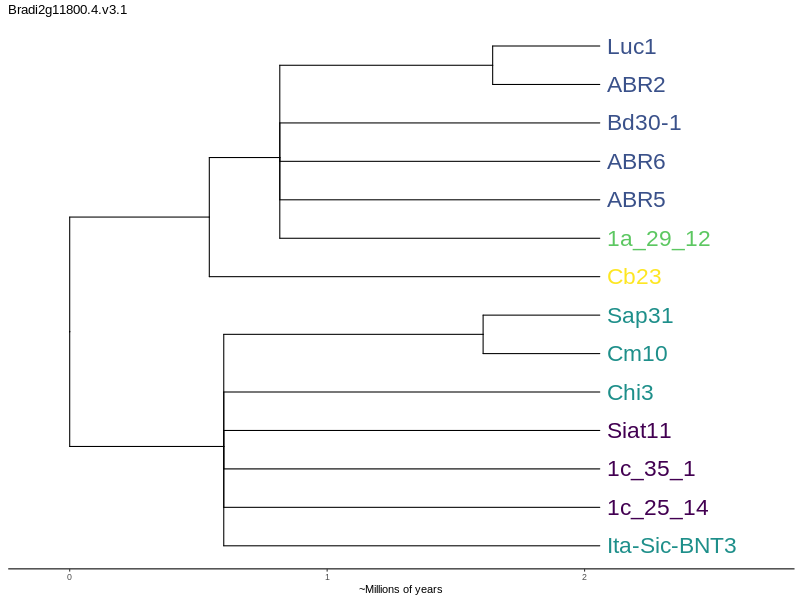 Bradi2g11800.4.v3.1
Luc1
ABR2
Bd30-1
ABR6
ABR5
1a_29_12
Cb23
Sap31
Cm10
Chi3
Siat11
1c_35_1
1c_25_14
Ita-Sic-BNT3
0 1 2
~Millions of years